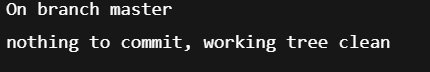 On branch master
nothing to commit, working tree clean